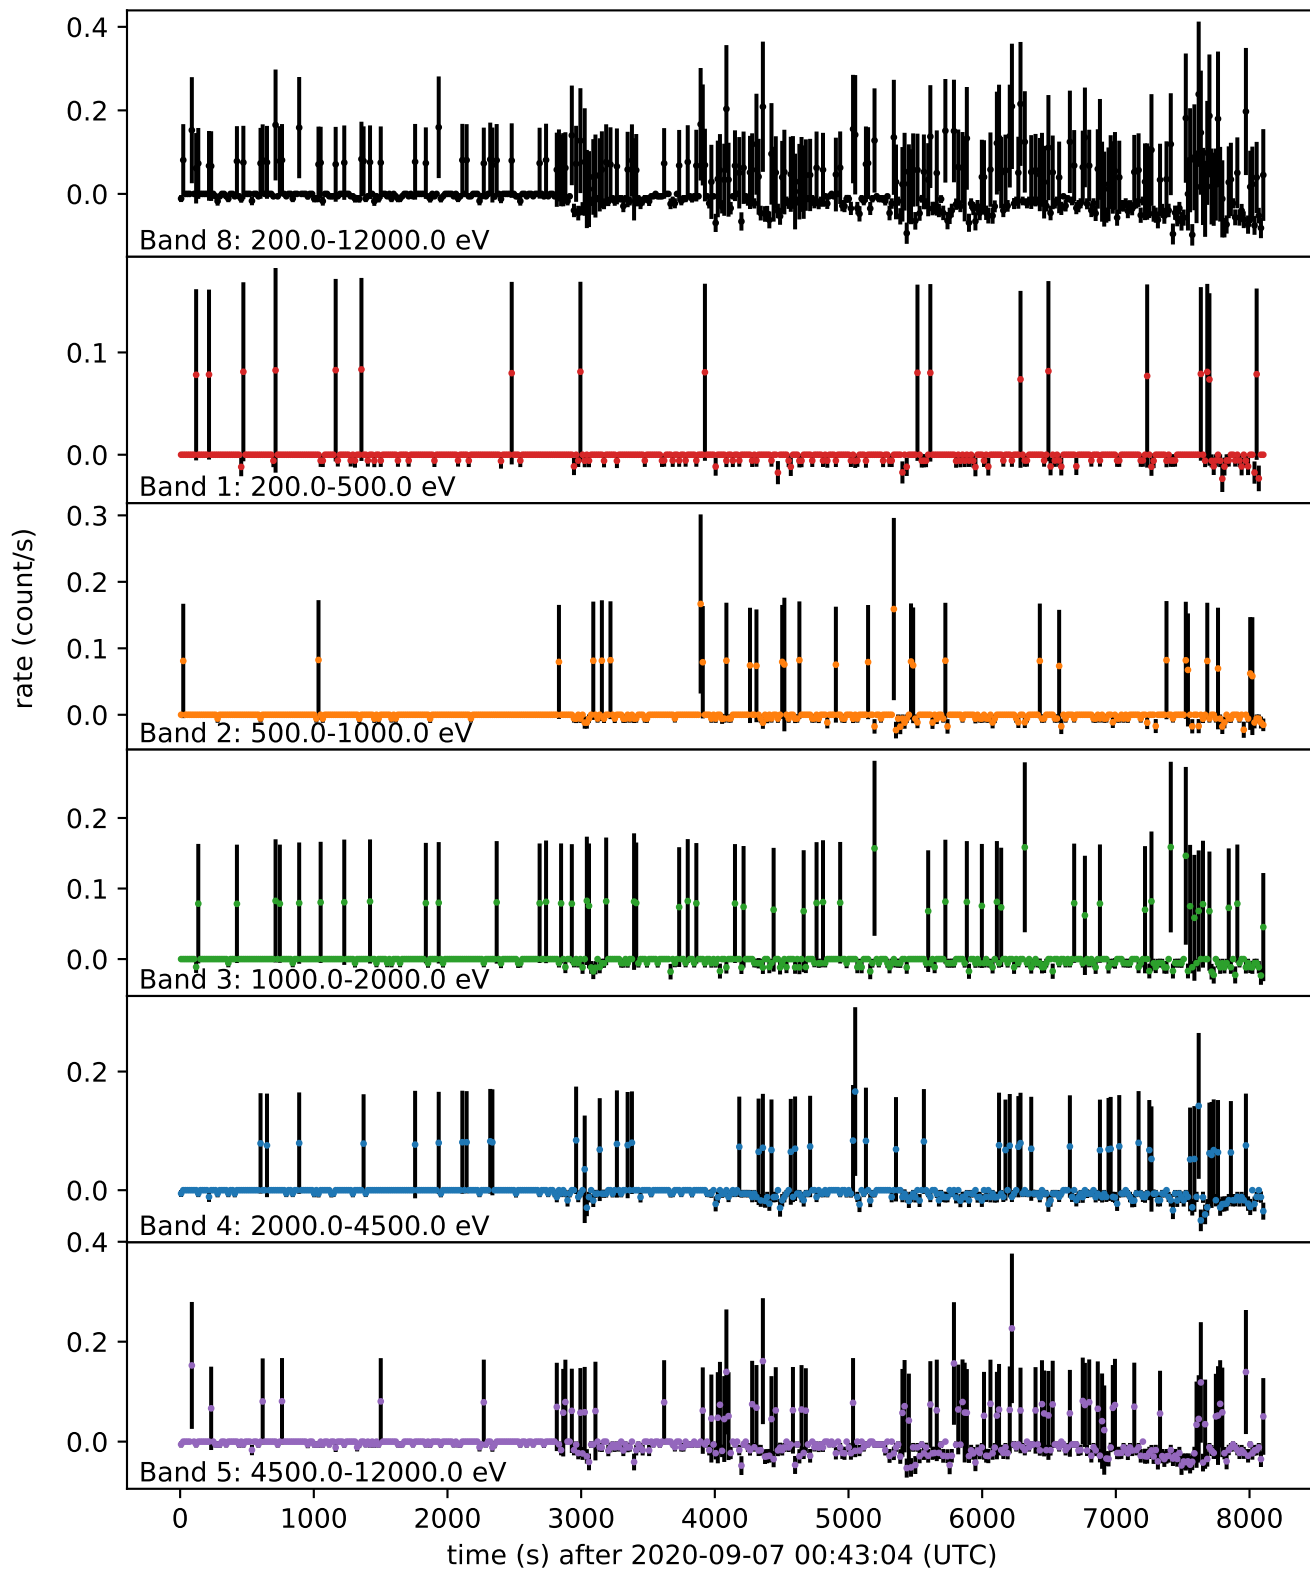 0.4
0.2
0.0
Band 8: 200.0-12000.0 eV
0.1
0.0
Band 1: 200.0-500.0 eV
rate (count/s)
0.3
0.2
0.1
0.0
Band 2: 500.0-1000.0 eV
0.2
0.1
0.0
Band 3: 1000.0-2000.0 eV
0.2
0.0
Band 4: 2000.0-4500.0 eV
0.4
0.2
0.0
Band 5: 4500.0-12000.0 eV
0 1000 2000 3000 4000 5000 6000 7000 8000
time (s) after 2020-09-07 00:43:04 (UTC)